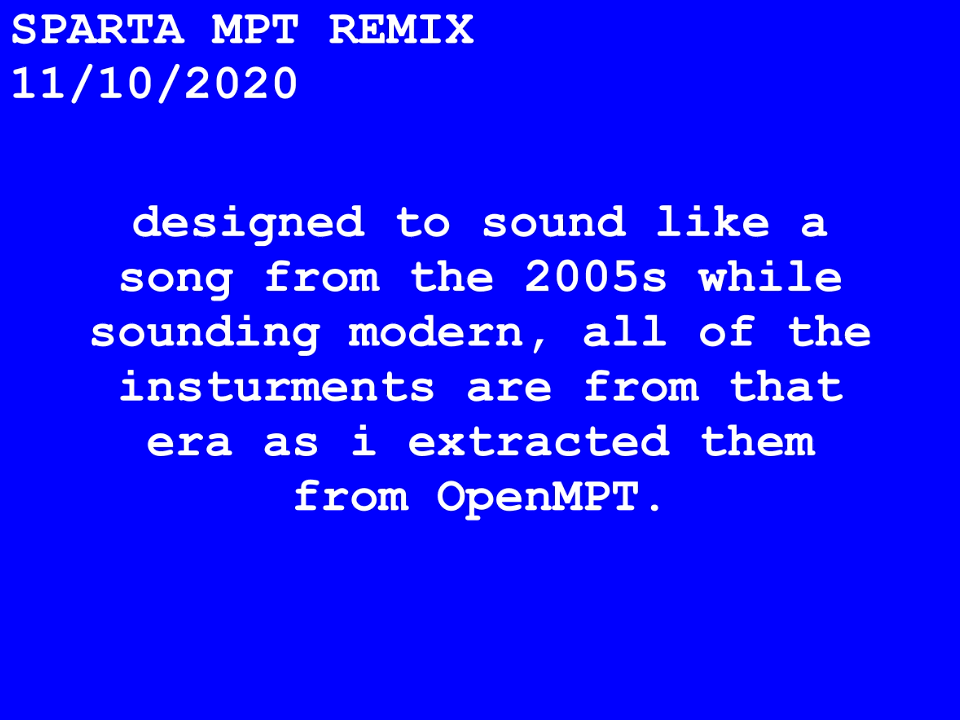 SPARTA MPT REMIX
11/10/2020
designed to sound like a
song from the 2005s while
sounding modern, all of the
insturments are from that
era as i extracted them
from OpenMPT.